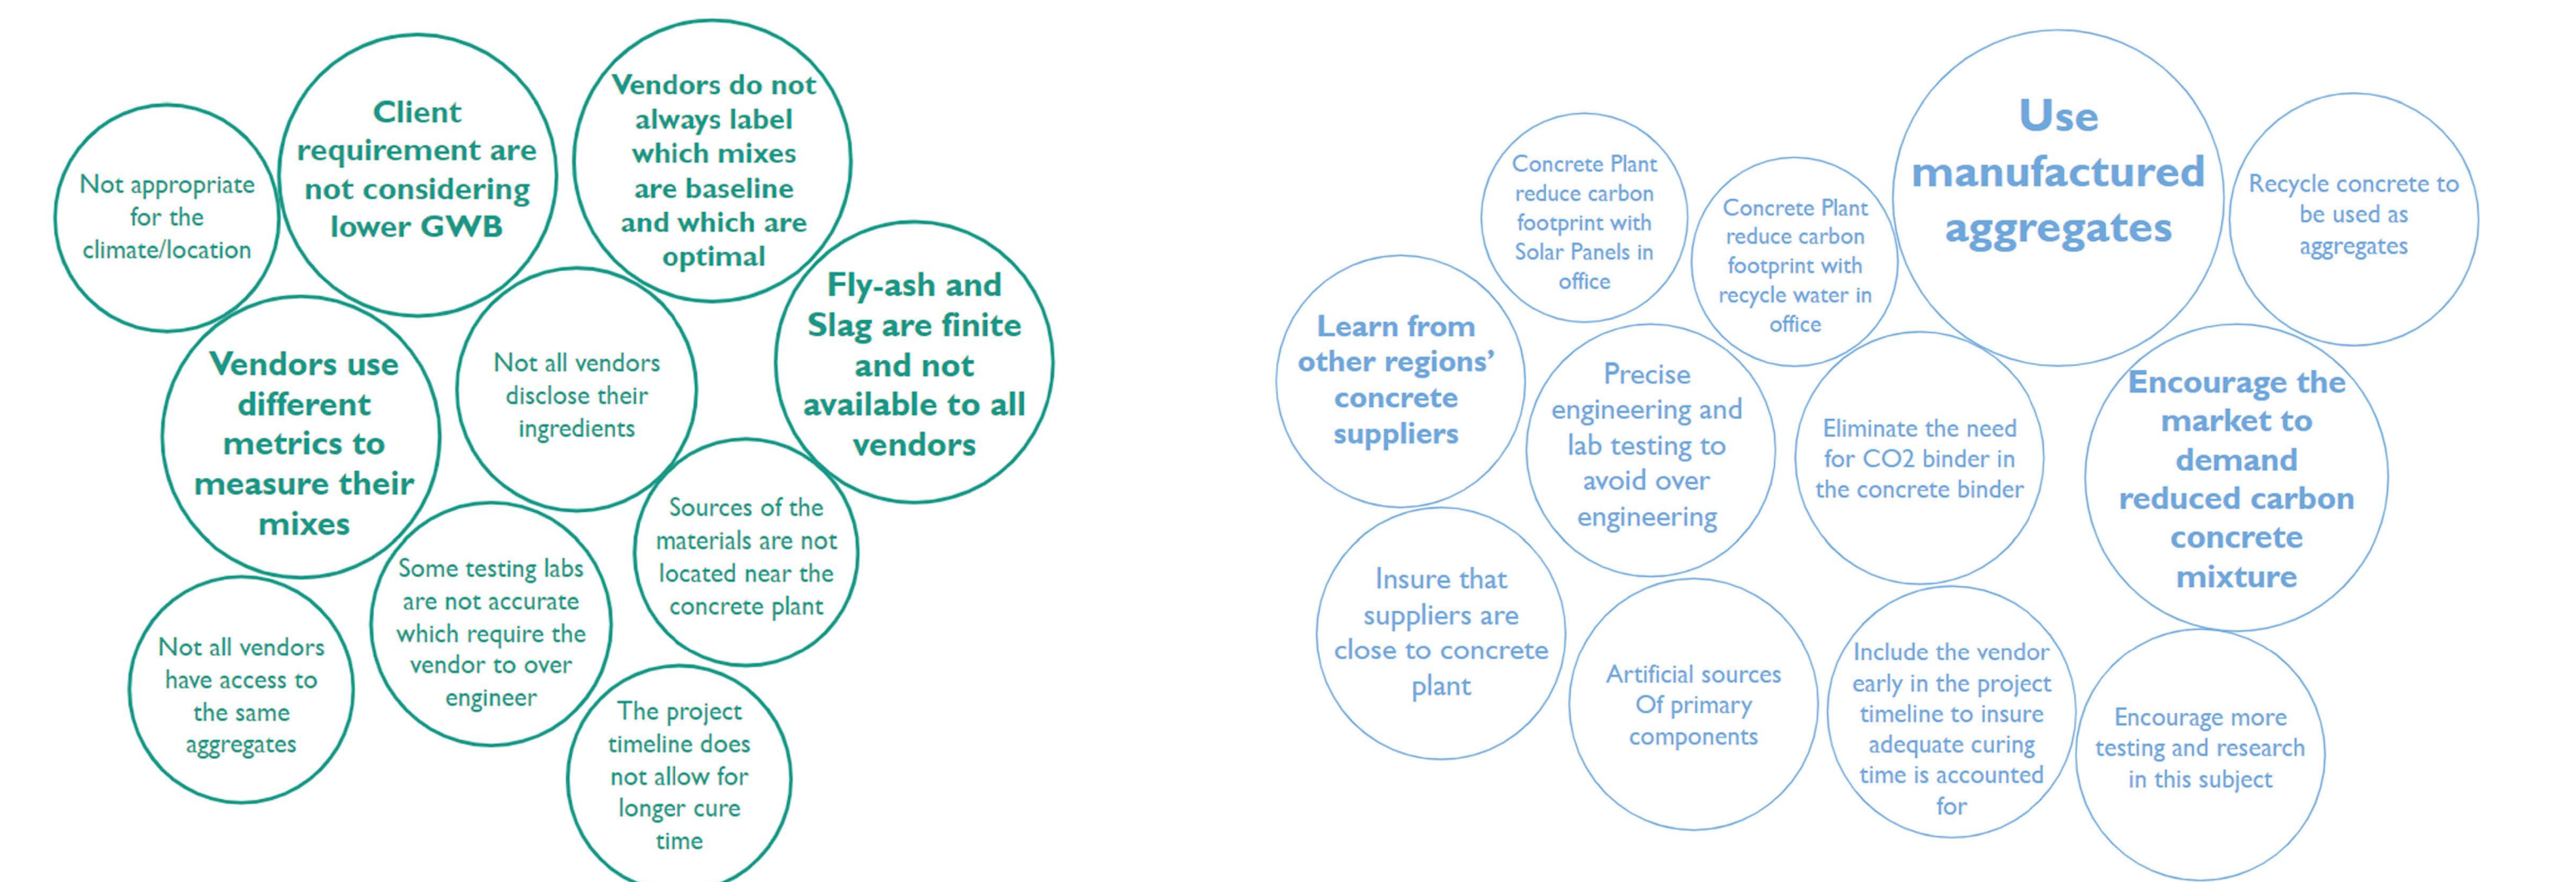 Not appropriate
for the
climate/location
Client
requirement are
not considering
lower GWB
Vendors do not
always label
which mixes
are baseline
and which are
optimal
Fly-ash and
Slag are finite
and not
available to all
vendors
Vendors use
different
metrics to
measure their
mixes
Not all vendors
disclose their
ingredients
Sources of the
materials are not
located near the
concrete plant
Some testing labs
are not accurate
which require the
vendor to over
engineer
Not all vendors
have access to
the same
aggregates
The project
timeline does
not allow for
longer cure
time
Concrete Plant
reduce carbon
footprint with
Solar Panels in
office
Concrete Plant
reduce carbon
footprint with
recycle water in
office
Use
manufactured
aggregates
Recycle concrete to
be used as
aggregates
Learn from
other regions’
concrete
suppliers
Precise
engineering and
lab testing to
avoid over
engineering
Eliminate the need
for CO2 binder in
the concrete binder
Encourage the
market to
demand
reduced carbon
concrete
mixture
Insure that
suppliers are
close to concrete
plant
Artificial sources
Of primary
components
Include the vendor
early in the project
timeline to insure
adequate curing
time is accounted
for
Encourage more
testing and research
in this subject